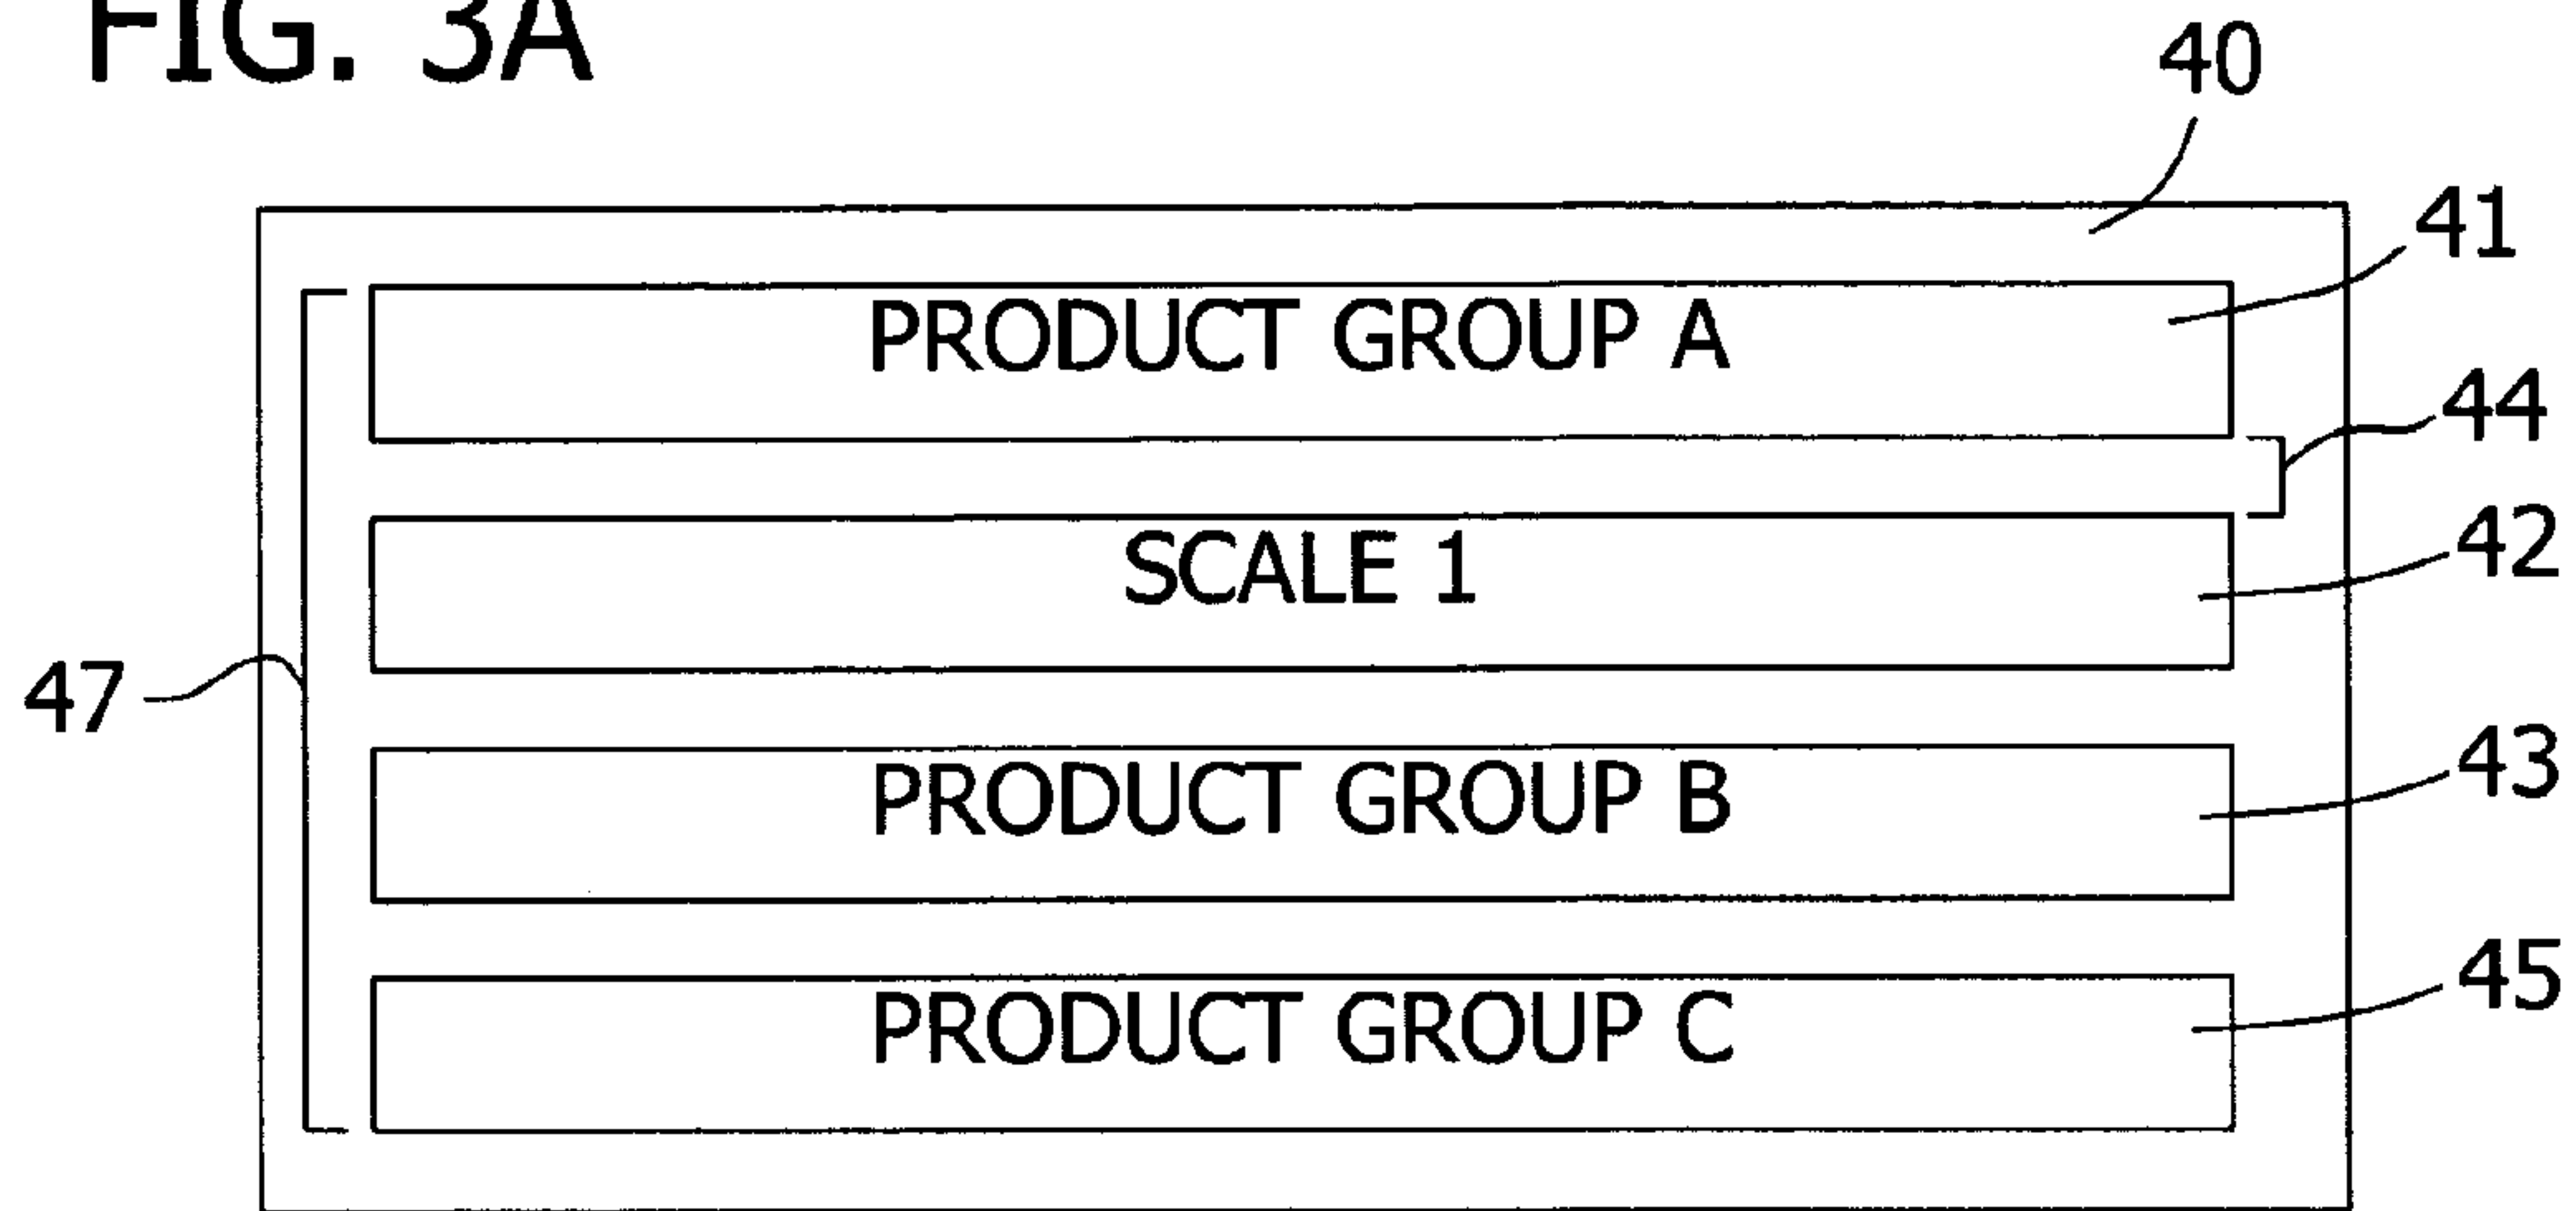 FIG. 3A
40
41
PRODUCT GROUP A
44
42
SCALE 1
47
43
PRODUCT GROUP B
45
PRODUCT GROUP C